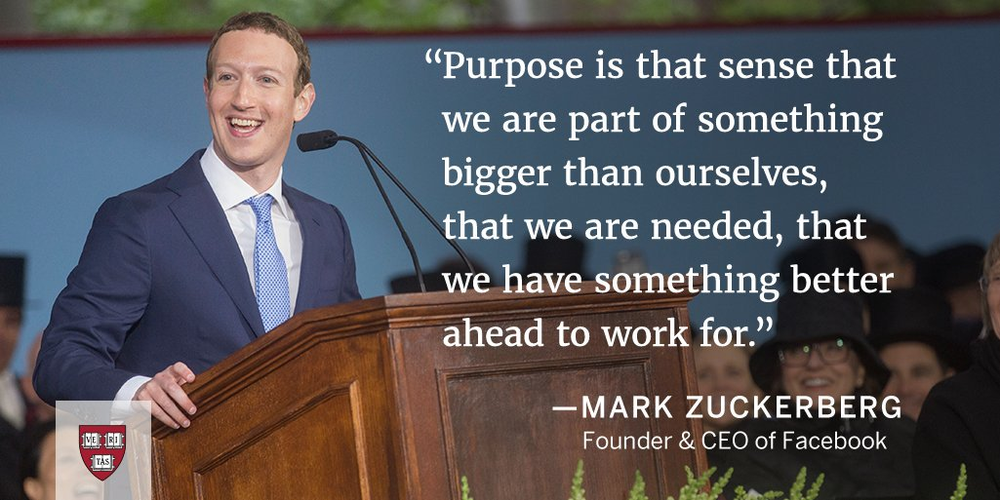 “Purpose is that sense that
we are part of something
bigger than ourselves,
that we are needed, that
we have something better
ahead to work for.”
—MARK ZUCKERBERG
Founder & CEO of Facebook
VE RI
TAS